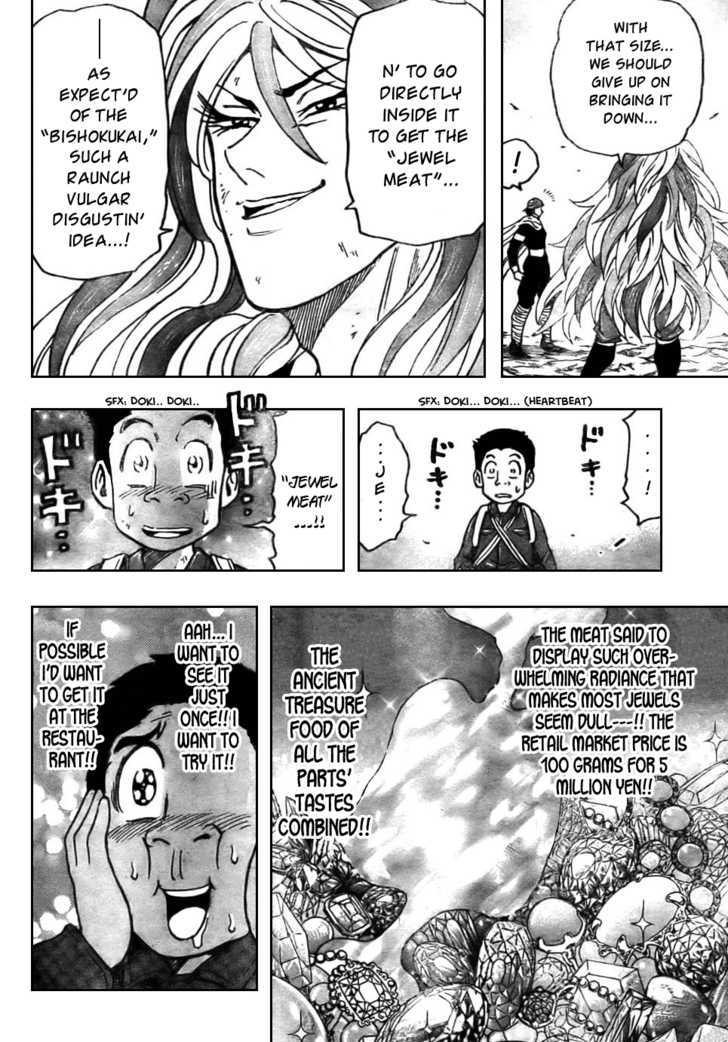 WITH
THAT SIZE...
WE SHOULD
GIVE UP ON
BRINGING IT
DOWN...
!
N' TO GO
DIRECTLY
INSIDE IT
TO GET THE
"JEWEL
MEAT"...
AS
EXPECT'D
OF THE
"BISHOKUKAI,"
SUCH A
RAUNCH
VULGAR
DISGUSTIN'
IDEA...!
SFX: DOKI... DOKI... (HEARTBEAT)
....!
ドキ...
ドキ...
...JE...
SFX: DOKI.. DOKI..
ドキ...
"JEWEL
MEAT"
...!!
ドキ...
THE MEAT SAID TO
DISPLAY SUCH OVER-
WHELMING RADIANCE THAT
MAKES MOST JEWELS
SEEM DULL---!! THE
RETAIL MARKET PRICE IS
100 GRAMS FOR 5
MILLION YEN!!
THE
ANCIENT
TREASURE
FOOD OF
ALL THE
PARTS'
TASTES
COMBINED!!
AAH... I
WANT TO
SEE IT
JUST
ONCE!! I
WANT TO
TRY IT!!
IF
POSSIBLE
I'D WANT
TO GET IT
AT THE
RESTAU-
RANT!!